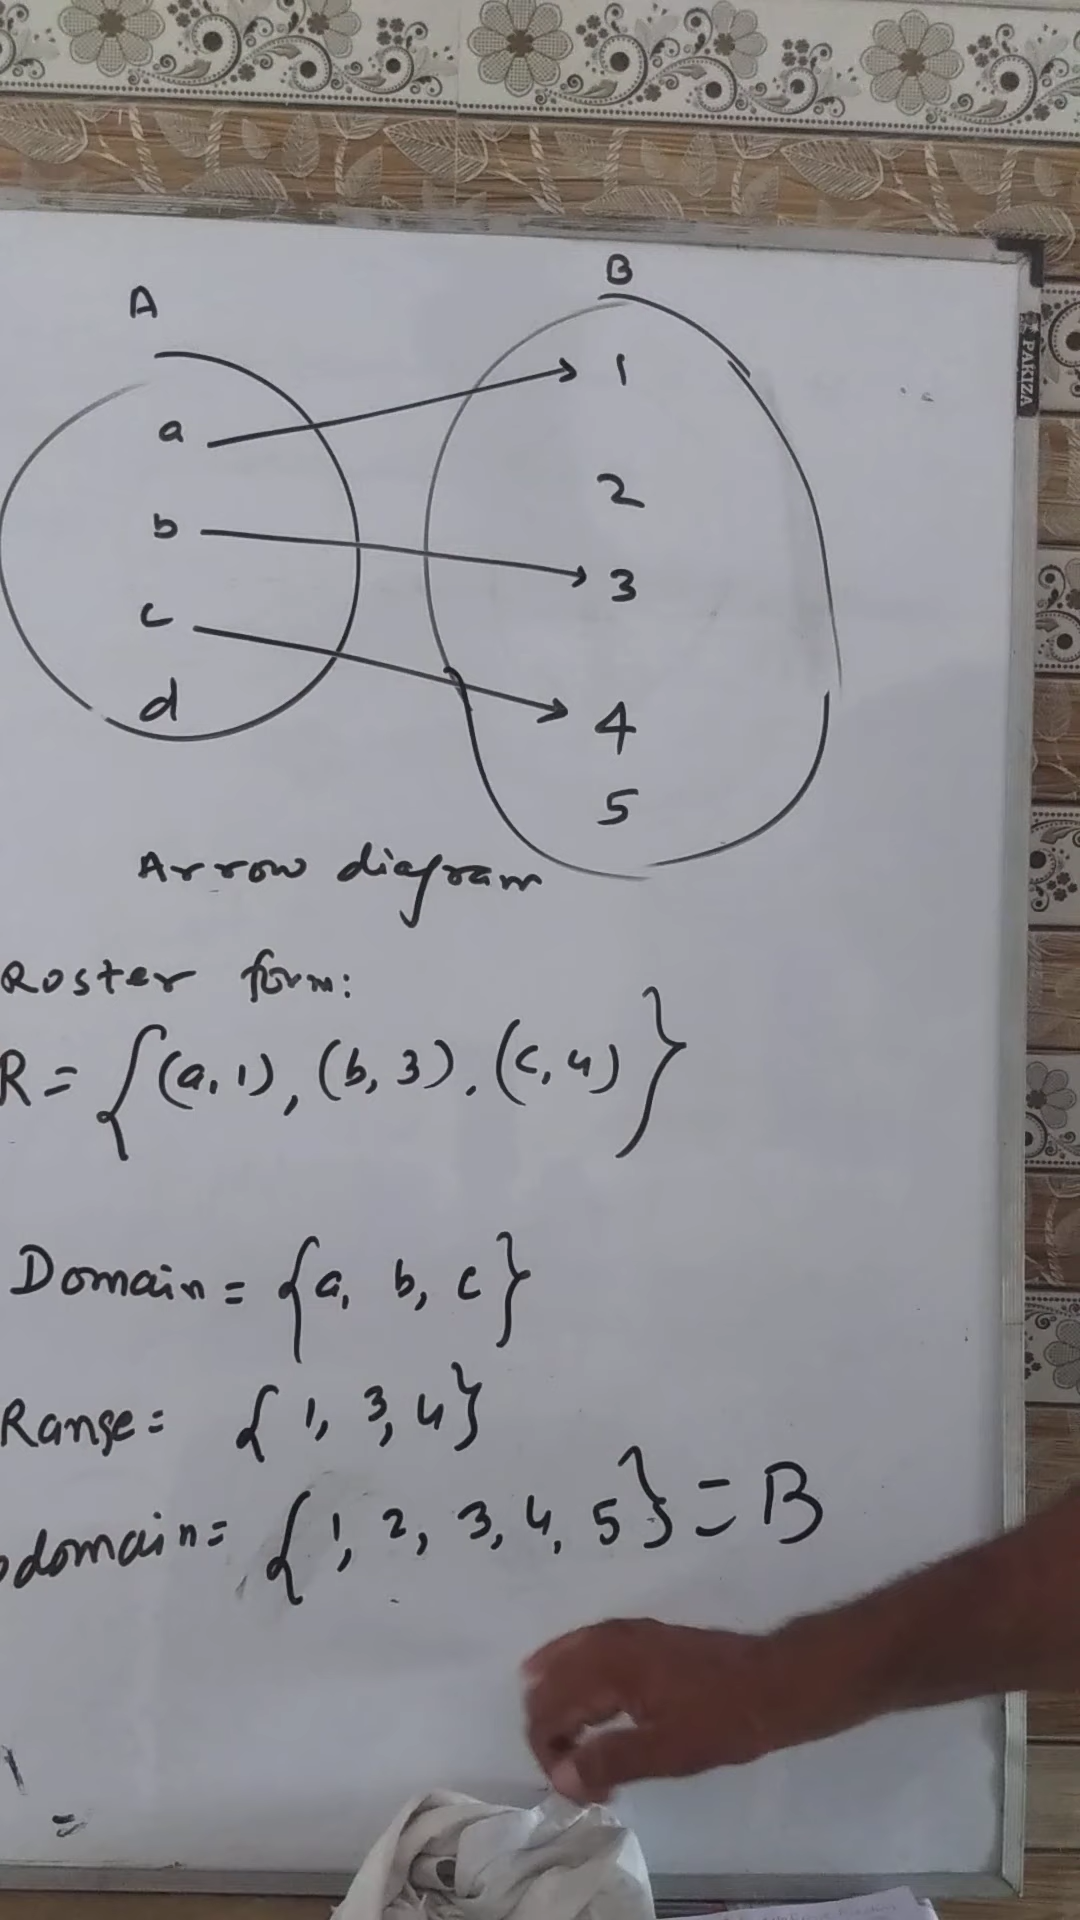 A B
a 1
b 2
c 3
d 4
5
Arrow diagram
Roster form:
R = {(a, 1), (b, 3), (c, 4)}
Domain = {a, b, c}
Range = {1, 3, 4}
odomain = {1, 2, 3, 4, 5} = B
=
PAKIZA